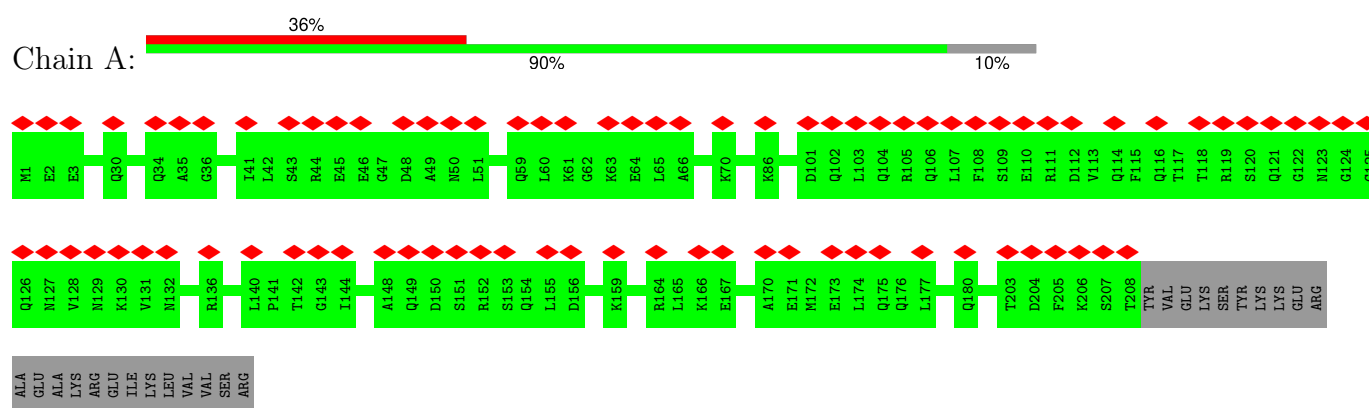 36%
Chain A:
90% 10%
M1 E2 E3 Q30 Q34 A35 G36 I41 L42 S43 R44 E45 E46 G47 D48 A49 N50 L51 Q59 L60 K61 G62 K63 E64 L65 A66 K70 K86 D101 Q102 L103 Q104 R105 Q106 L107 F108 S109 E110 R111 D112 V113 Q114 F115 Q116 T117 T118 R119 S120 Q121 G122 N123 G124
Q126 N127 V128 N129 K130 V131 N132 R136 L140 P141 T142 G143 I144 A148 Q149 D150 S151 R152 S153 Q154 L155 D156 K159 R164 L165 K166 E167 A170 E171 M172 E173 L174 Q175 Q176 L177 Q180 T203 D204 F205 K206 S207 T208 TYR VAL GLU LYS SER TYR LYS LYS GLU ARG
ALA GLU ALA LYS ARG GLU ILE LYS LEU VAL VAL SER ARG